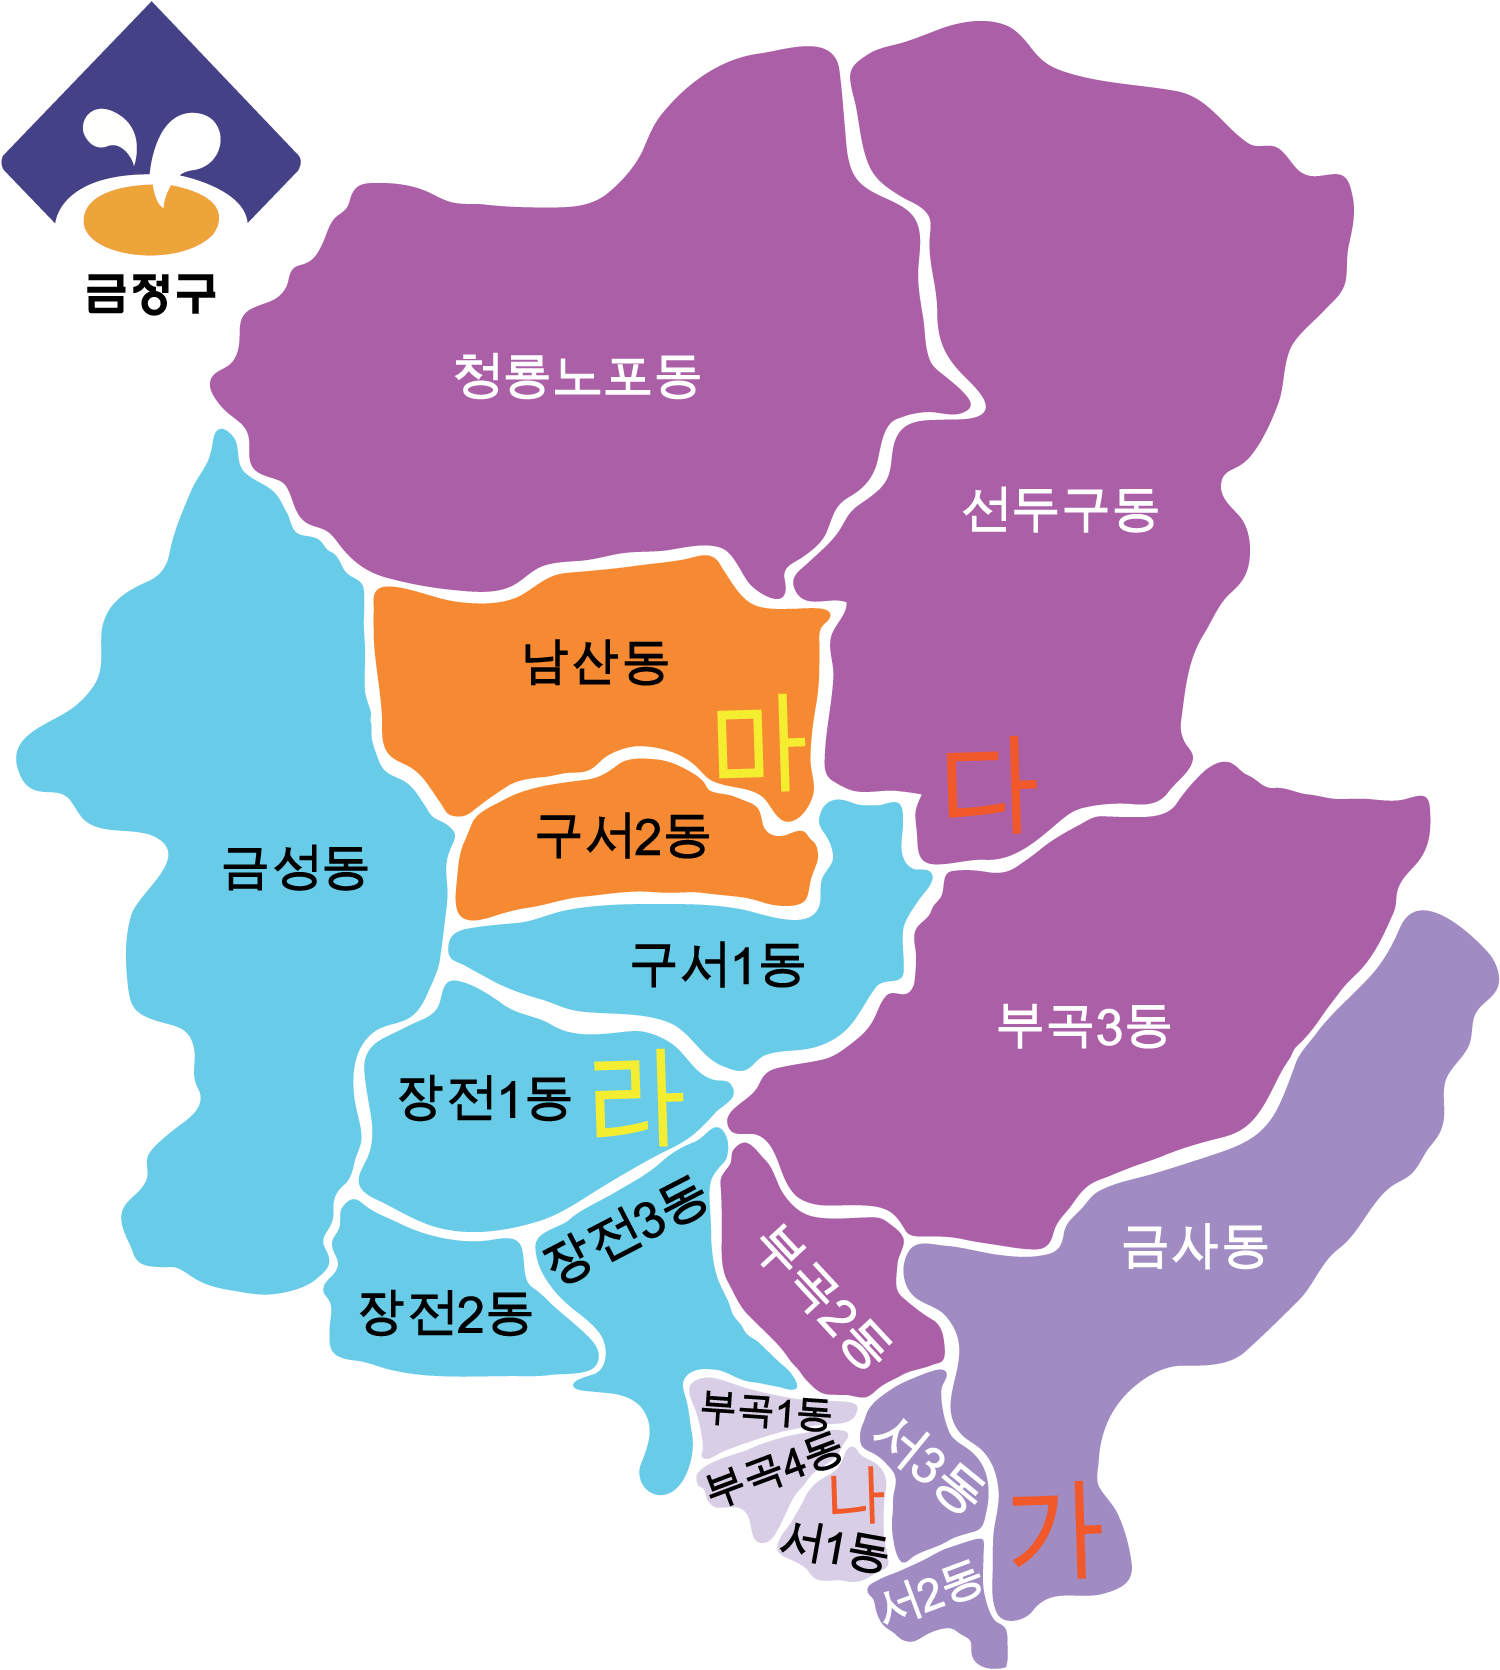 금정구
청룡노포동
선두구동
남산동
마
다
구서2동
금성동
구서1동
부곡3동
장전1동
라
장전3동
금사동
부곡2동
장전2동
부곡1동
부곡4동
서3동
나
가
서1동
서2동